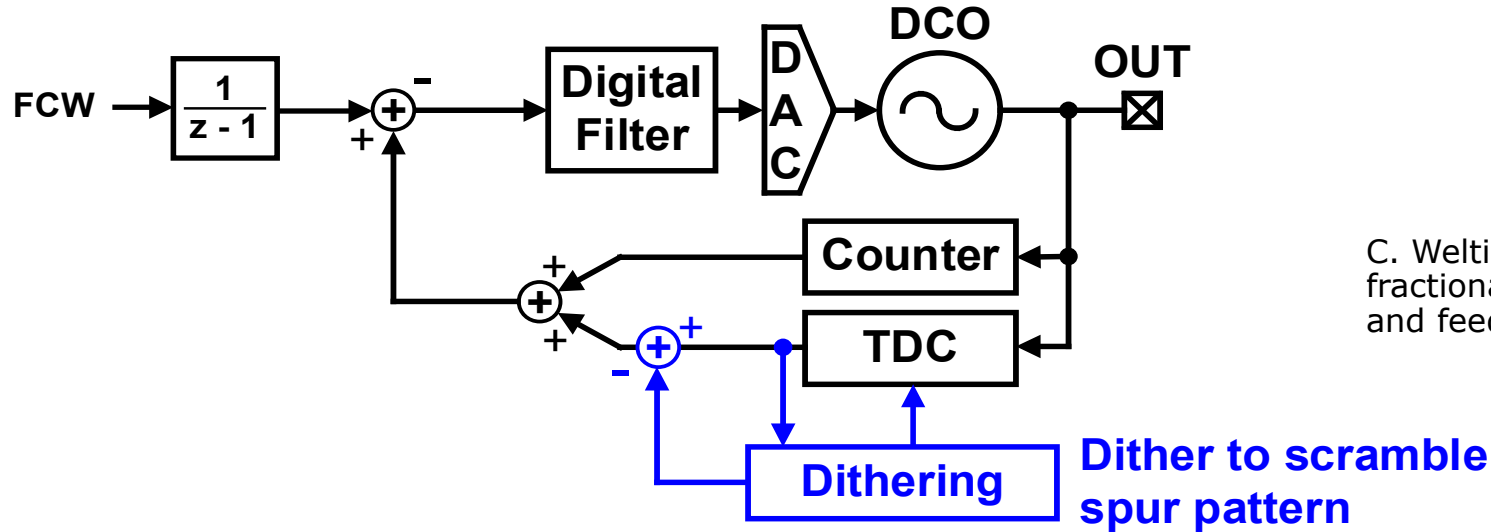 DCO
OUT
FCW
1
z - 1
-
+
+
Digital
Filter
D
A
C
Counter
+
+
+
TDC
+
-
+
Dithering
Dither to scramble
spur pattern
C. Welti
fractiona
and feed